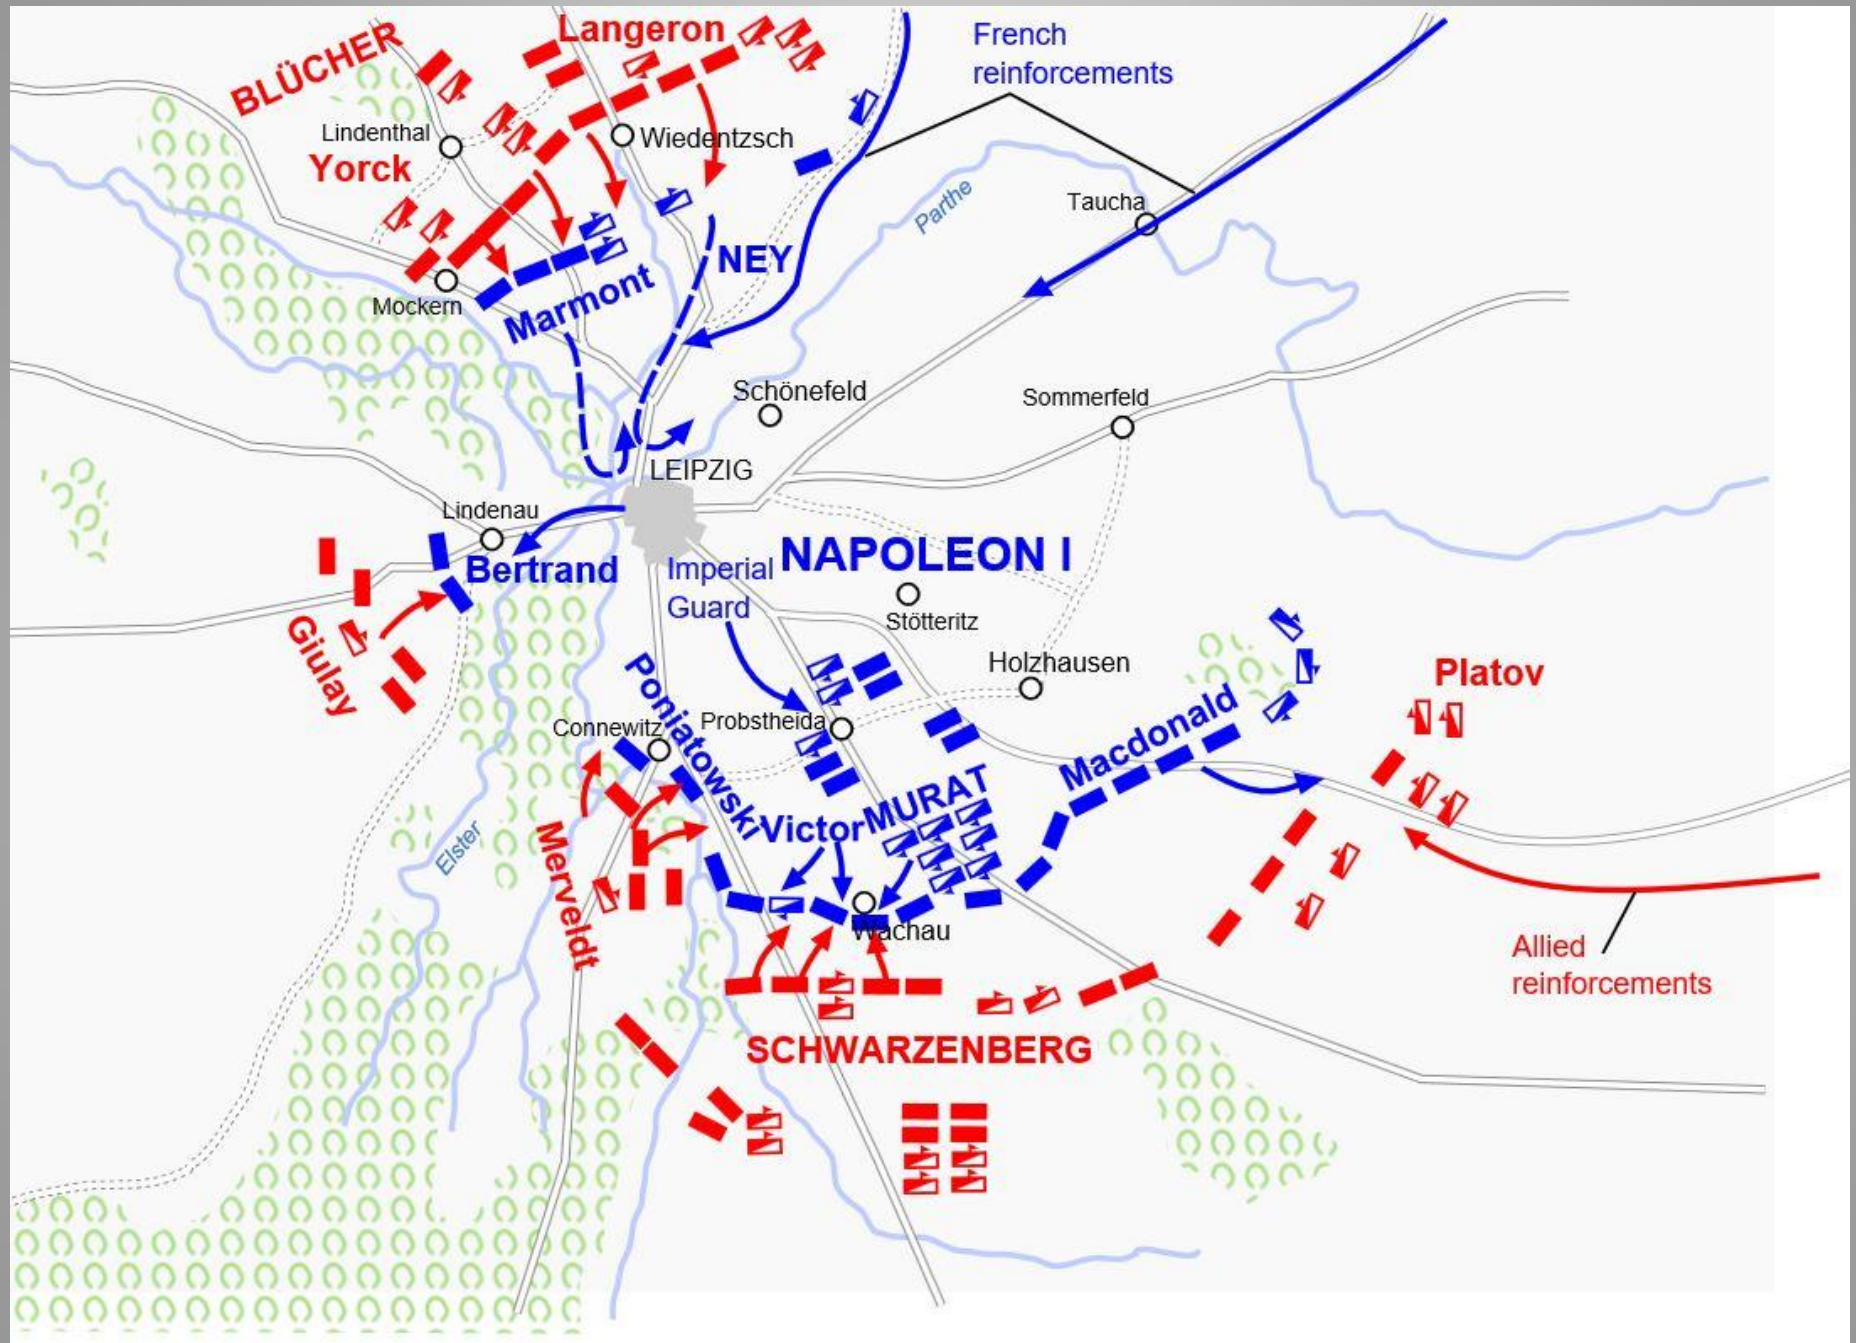 Langeron
BLÜCHER
French
reinforcements
Lindenthal
Wiedentzsch
Yorck
Parthe
Taucha
NEY
Mockern
Marmont
Schönefeld
Sommerfeld
LEIPZIG
Lindenau
NAPOLEON I
Bertrand
Imperial
Guard
Stötteritz
Giulay
Holzhausen
Platov
Poniatowski
Connewitz
Probstheida
Macdonald
Victor
MURAT
Elster
Merveldt
Wachau
Allied
reinforcements
SCHWARZENBERG